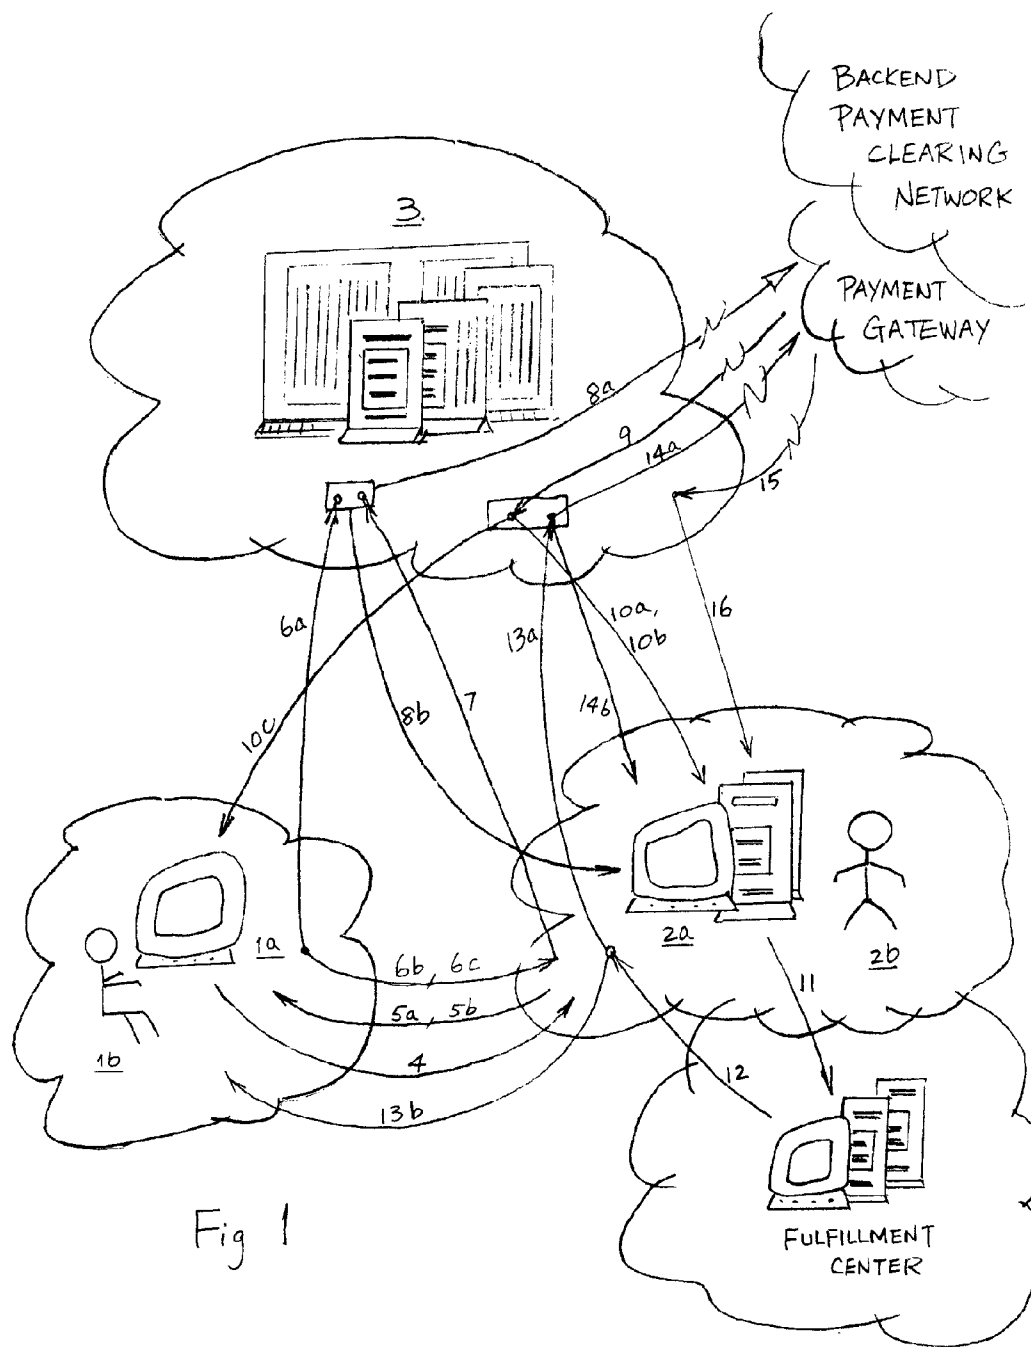 BACKEND
PAYMENT
CLEARING
NETWORK
3.
PAYMENT
GATEWAY
8a
9
14a
15
6a
13a
10a,
10b
16
10c
8b
7
14b
1a
6b, 6c
5a, 5b
4
13b
1b
2a
2b
11
12
FULFILLMENT
CENTER
Fig 1